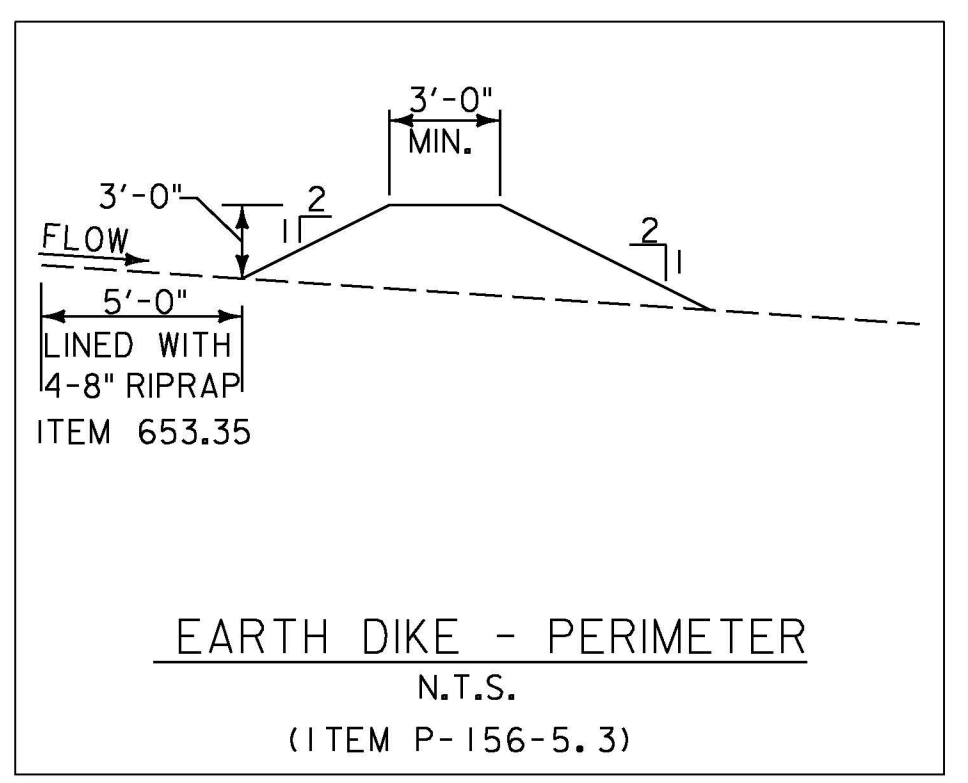 3'-0"
MIN.
3'-0"
2
1
2
1
FLOW
5'-0"
LINED WITH
4-8" RIPRAP
ITEM 653.35
EARTH DIKE - PERIMETER
N.T.S.
(ITEM P-156-5.3)